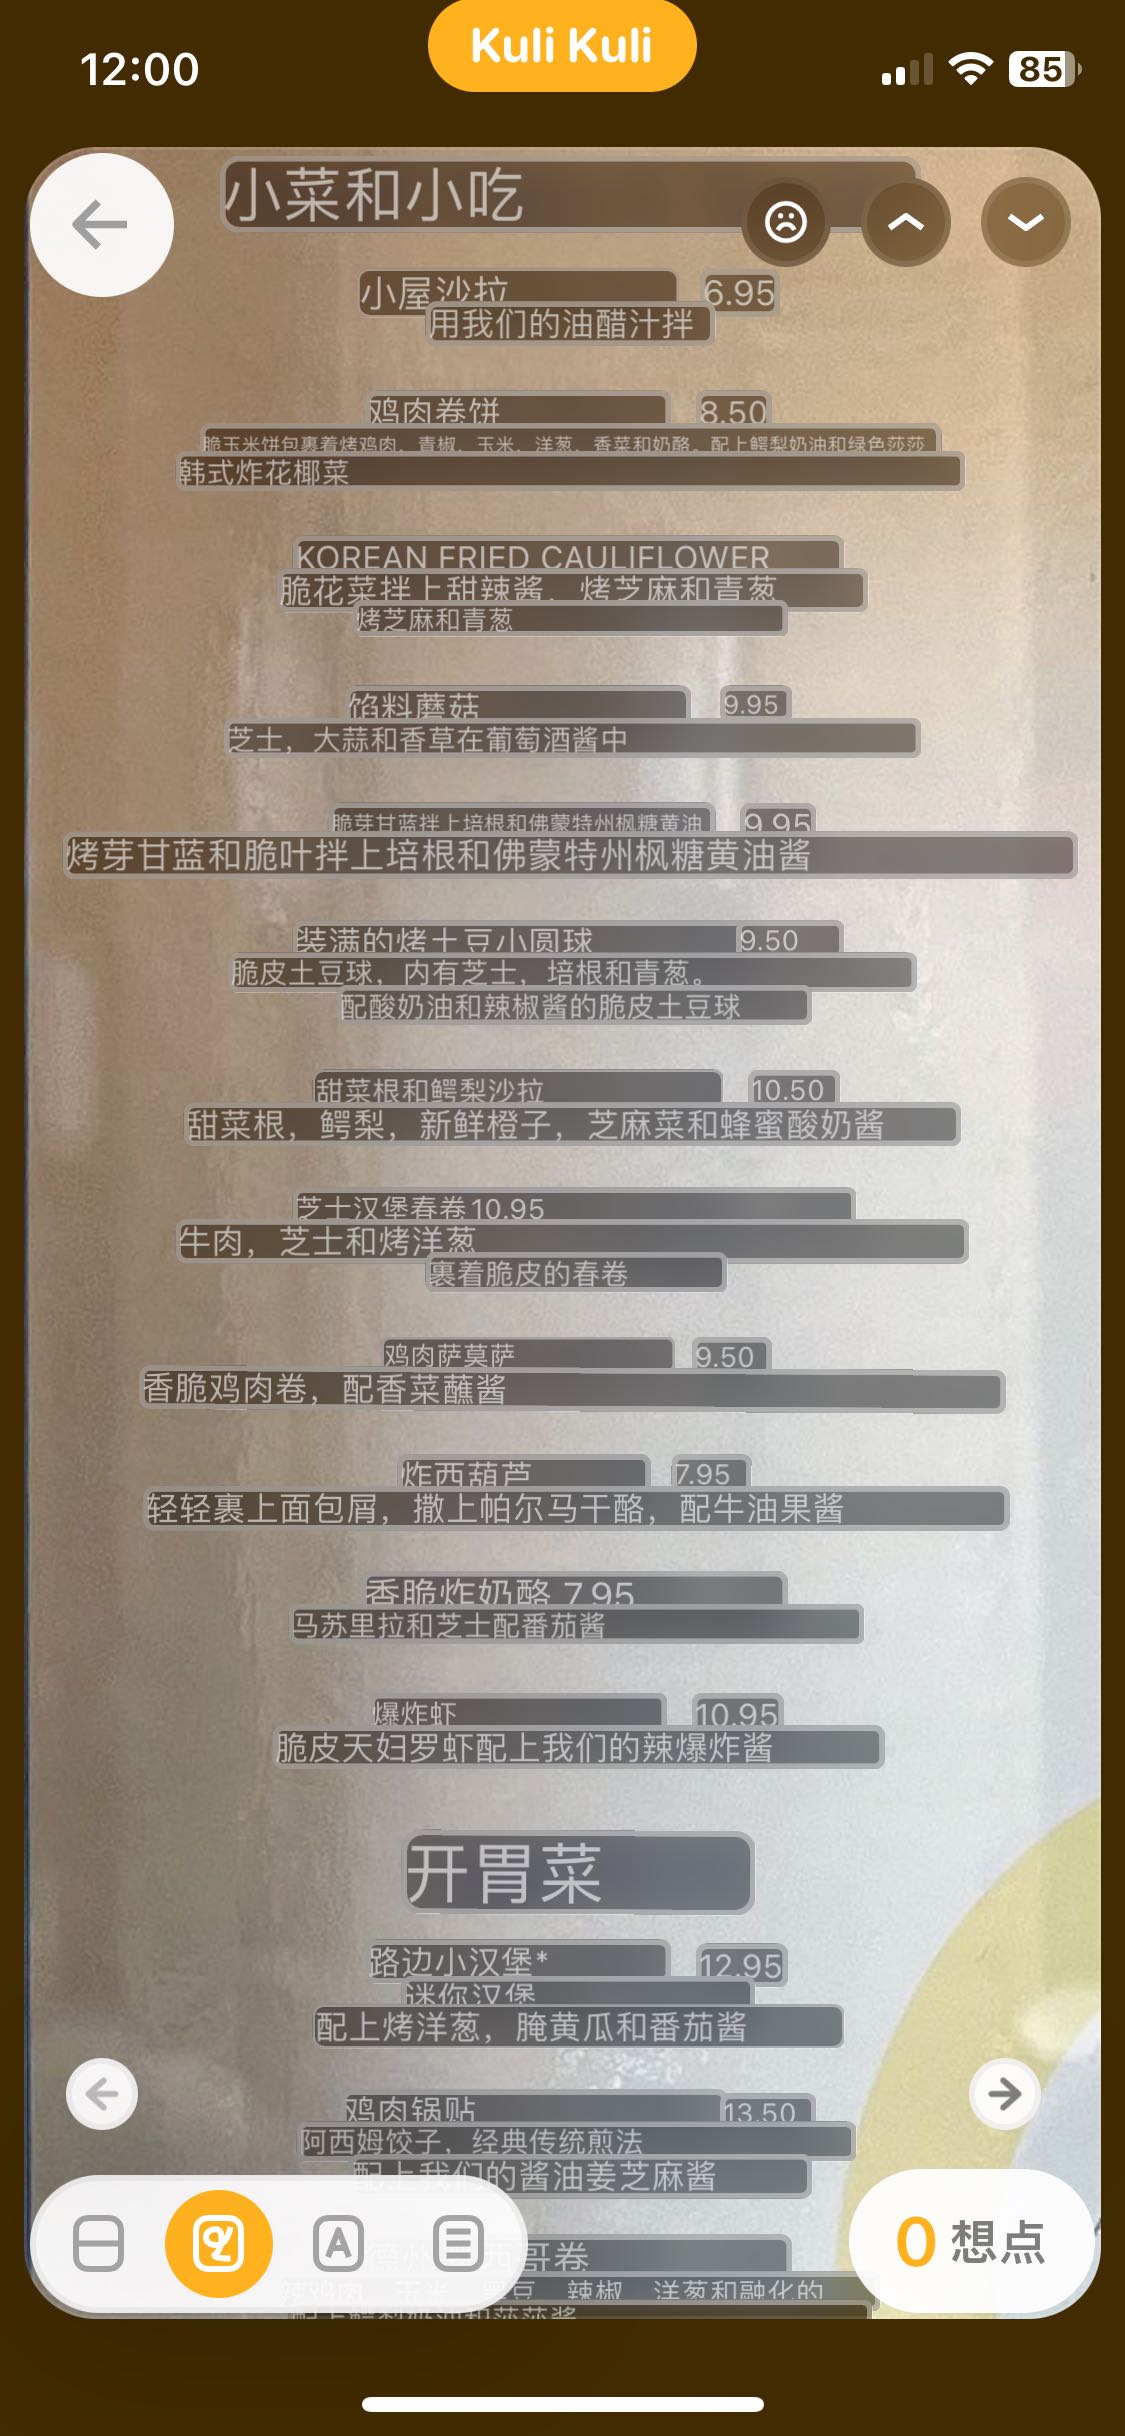 12:00
Kuli Kuli
85
小菜和小吃
小屋沙拉 6.95
用我们的油醋汁拌
鸡肉卷饼 8.50
脆玉米饼包裹着烤鸡肉，青椒，玉米，洋葱，香菜和奶酪。配上鳄梨奶油和绿色莎莎
韩式炸花椰菜
KOREAN FRIED CAULIFLOWER
脆花菜拌上甜辣酱，烤芝麻和青葱
烤芝麻和青葱
馅料蘑菇 9.95
芝士，大蒜和香草在葡萄酒酱中
脆芽甘蓝拌上培根和佛蒙特州枫糖黄油 9.95
烤芽甘蓝和脆叶拌上培根和佛蒙特州枫糖黄油酱
装满的烤土豆小圆球 9.50
脆皮土豆球，内有芝士，培根和青葱。
配酸奶油和辣椒酱的脆皮土豆球
甜菜根和鳄梨沙拉 10.50
甜菜根，鳄梨，新鲜橙子，芝麻菜和蜂蜜酸奶酱
芝士汉堡春卷10.95
牛肉，芝士和烤洋葱
裹着脆皮的春卷
鸡肉萨莫萨 9.50
香脆鸡肉卷，配香菜蘸酱
炸西葫芦 7.95
轻轻裹上面包屑，撒上帕尔马干酪，配牛油果酱
香脆炸奶酪 7.95
马苏里拉和芝士配番茄酱
爆炸虾 10.95
脆皮天妇罗虾配上我们的辣爆炸酱
开胃菜
路边小汉堡* 12.95
迷你汉堡
配上烤洋葱，腌黄瓜和番茄酱
鸡肉锅贴 13.50
阿西姆饺子，经典传统煎法
配上我们的酱油姜芝麻酱
哥卷
辣椒，洋葱和融化的
配上鳄梨奶油和莎莎酱
A
0 想点